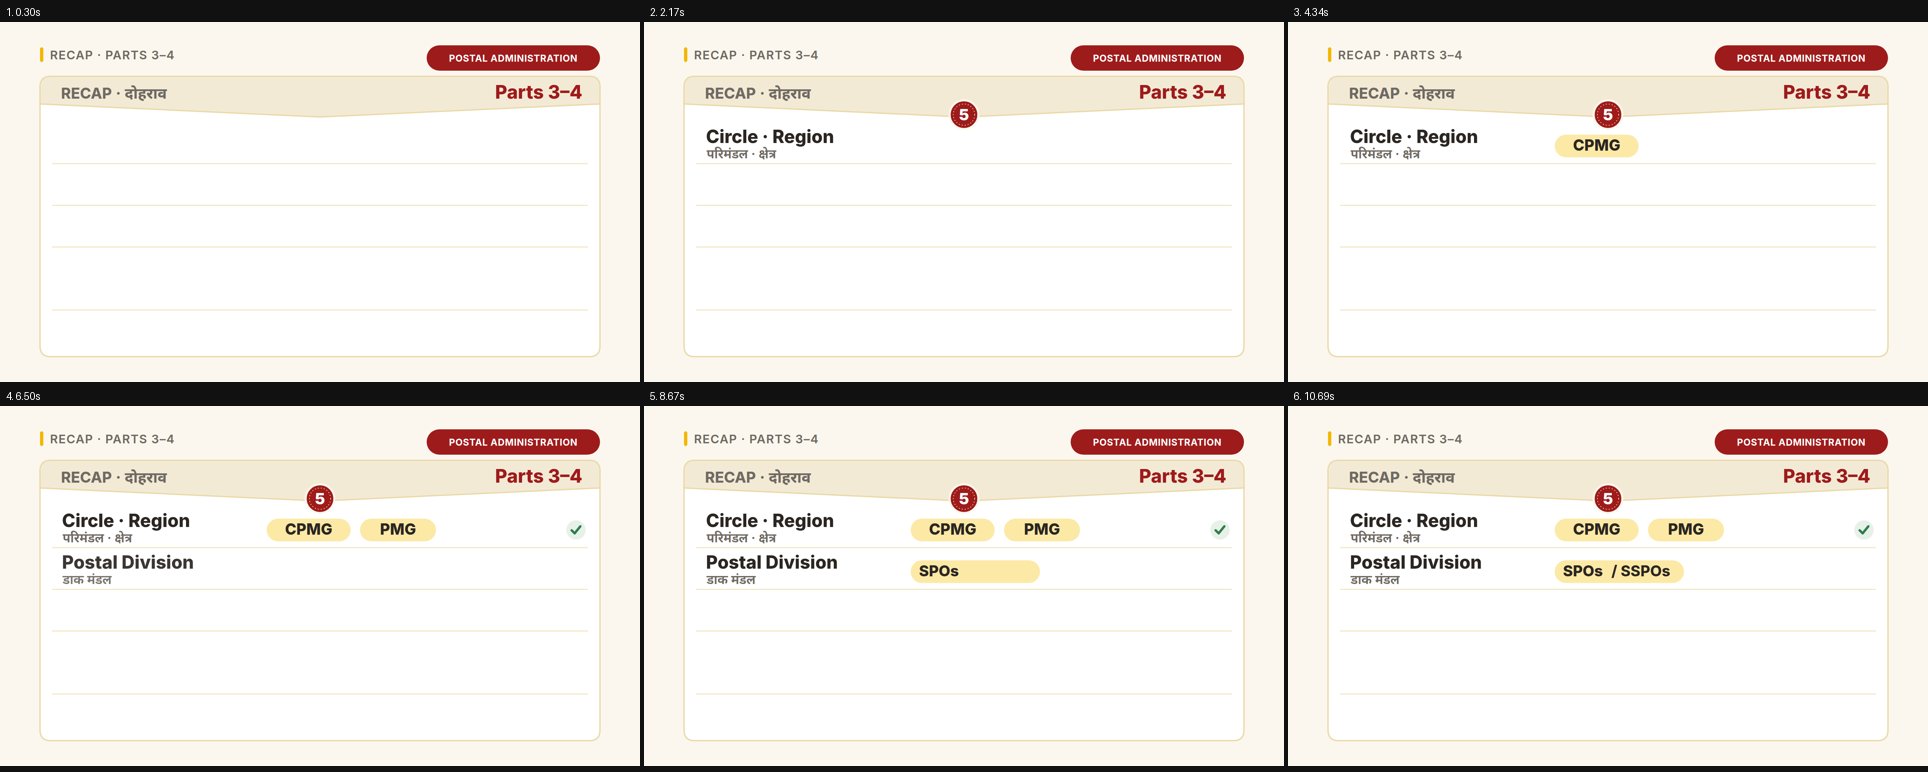 1. 0.30s
RECAP · PARTS 3–4
POSTAL ADMINISTRATION
RECAP · दोहराव
Parts 3–4
2. 2.17s
RECAP · PARTS 3–4
POSTAL ADMINISTRATION
RECAP · दोहराव
Parts 3–4
5
Circle · Region
परिमंडल · क्षेत्र
3. 4.34s
RECAP · PARTS 3–4
POSTAL ADMINISTRATION
RECAP · दोहराव
Parts 3–4
5
Circle · Region
परिमंडल · क्षेत्र
CPMG
4. 6.50s
RECAP · PARTS 3–4
POSTAL ADMINISTRATION
RECAP · दोहराव
Parts 3–4
5
Circle · Region
परिमंडल · क्षेत्र
CPMG
PMG
Postal Division
डाक मंडल
5. 8.67s
RECAP · PARTS 3–4
POSTAL ADMINISTRATION
RECAP · दोहराव
Parts 3–4
5
Circle · Region
परिमंडल · क्षेत्र
CPMG
PMG
Postal Division
डाक मंडल
SPOs
6. 10.69s
RECAP · PARTS 3–4
POSTAL ADMINISTRATION
RECAP · दोहराव
Parts 3–4
5
Circle · Region
परिमंडल · क्षेत्र
CPMG
PMG
Postal Division
डाक मंडल
SPOs / SSPOs